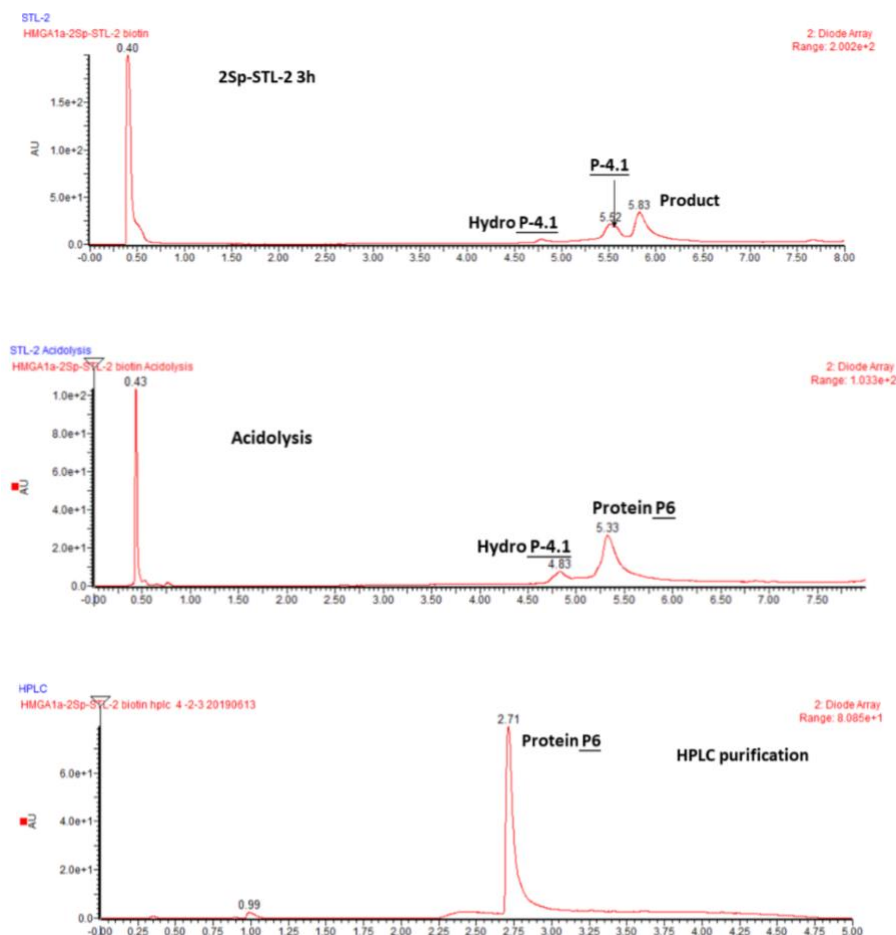 STL-2
HMGA1a-2Sp-STL-2 biotin
2: Diode Array
Range: 2.002e+2
0.40
2Sp-STL-2 3h
1.5e+2
1.0e+2
5.0e+1
0.0
AU
P-4.1
Hydro P-4.1
5.52
5.83
Product
-0.00 0.50 1.00 1.50 2.00 2.50 3.00 3.50 4.00 4.50 5.00 5.50 6.00 6.50 7.00 7.50 8.00
STL-2 Acidolysis
HMGA1a-2Sp-STL-2 biotin Acidolysis
2: Diode Array
Range: 1.033e+2
0.43
1.0e+2
8.0e+1
6.0e+1
4.0e+1
2.0e+1
0.0
AU
Acidolysis
Protein P6
5.33
Hydro P-4.1
4.83
-0.00 0.50 1.00 1.50 2.00 2.50 3.00 3.50 4.00 4.50 5.00 5.50 6.00 6.50 7.00 7.50
HPLC
HMGA1a-2Sp-STL-2 biotin hplc 4 -2-3 20190613
2: Diode Array
Range: 8.085e+1
2.71
Protein P6
HPLC purification
6.0e+1
4.0e+1
2.0e+1
0.0
AU
0.99
0.25 0.50 0.75 1.00 1.25 1.50 1.75 2.00 2.25 2.50 2.75 3.00 3.25 3.50 3.75 4.00 4.25 4.50 4.75 5.00